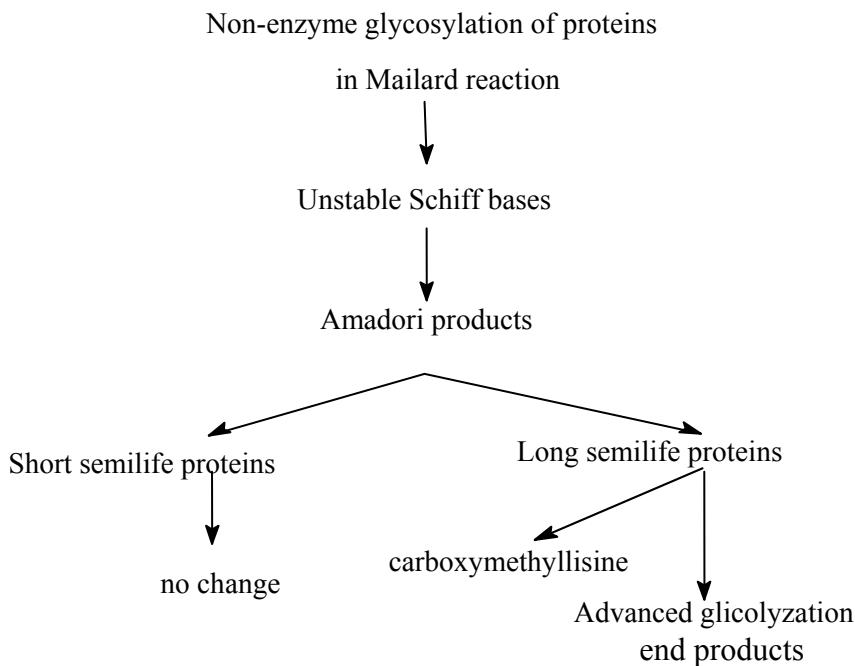 Non-enzyme glycosylation of proteins
in Mailard reaction
Unstable Schiff bases
Amadori products
Short semilife proteins
Long semilife proteins
no change
carboxymethyllisine
Advanced glicolyzation
end products